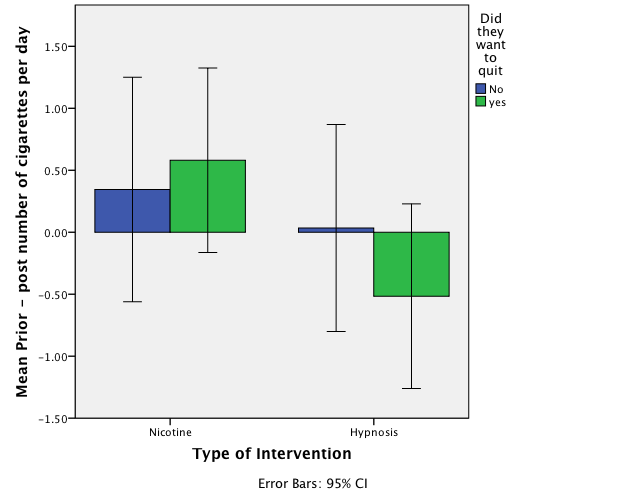 Mean Prior – post number of cigarettes per day
1.50
1.00
0.50
0.00
-0.50
-1.00
-1.50
Nicotine
Hypnosis
Type of Intervention
Error Bars: 95% CI
Did
they
want
to
quit
No
yes